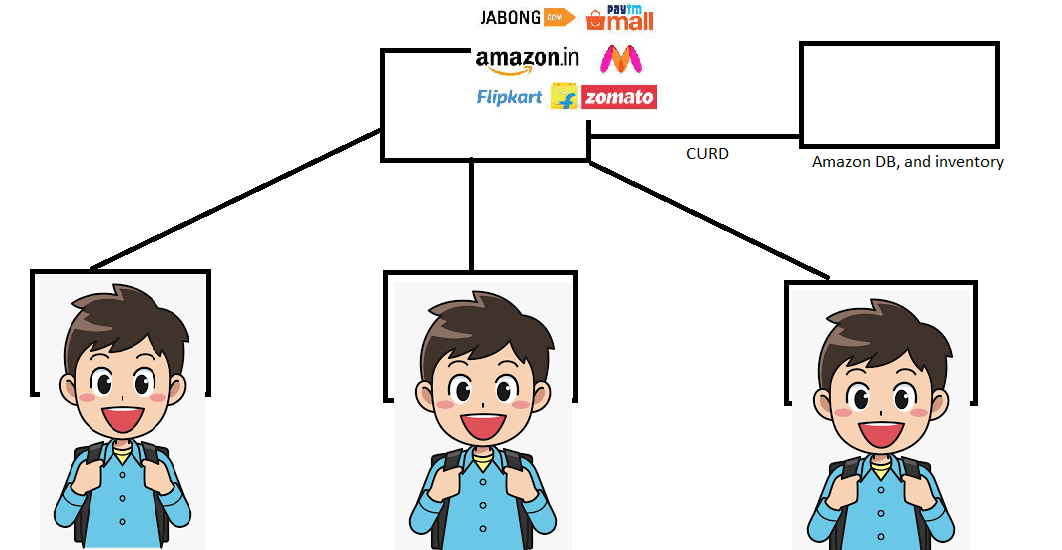 JABONG COM
paytm
mall
amazon.in
Flipkart f zomato
CURD
Amazon DB, and inventory